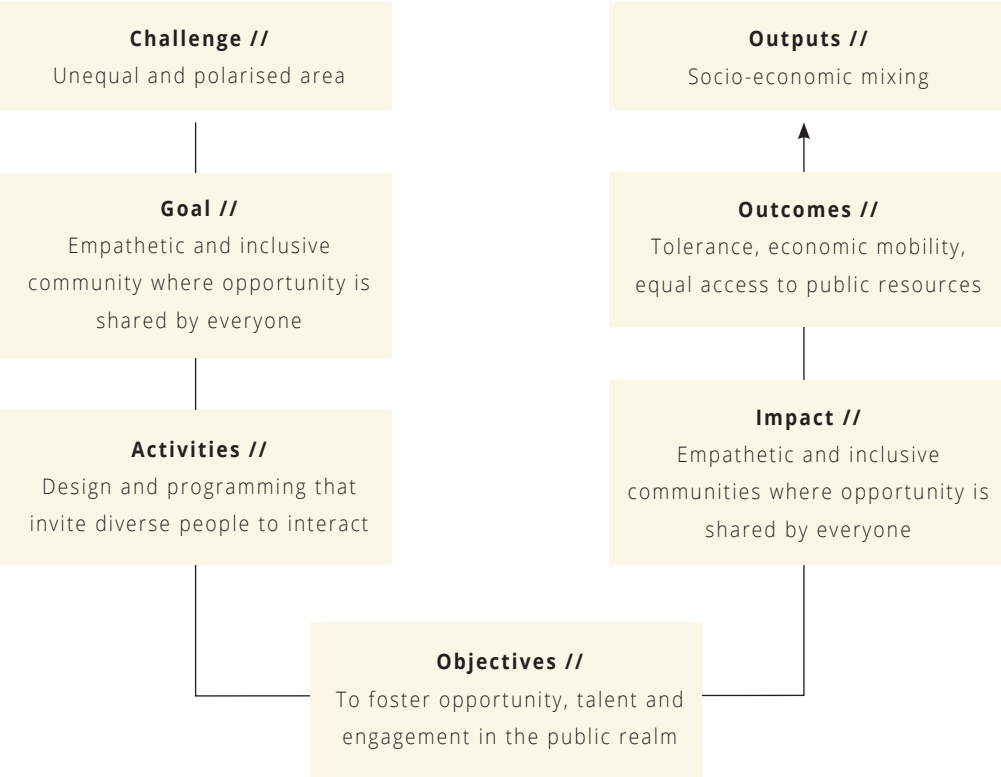 Challenge //
Unequal and polarised area
Goal //
Empathetic and inclusive
community where opportunity is
shared by everyone
Activities //
Design and programming that
invite diverse people to interact
Objectives //
To foster opportunity, talent and
engagement in the public realm
Impact //
Empathetic and inclusive
communities where opportunity is
shared by everyone
Outcomes //
Tolerance, economic mobility,
equal access to public resources
Outputs //
Socio-economic mixing